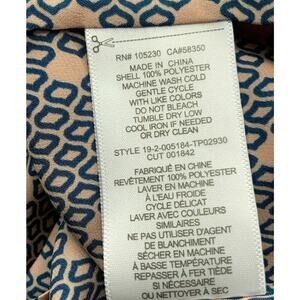 RN# 105230 CA#58350
MADE IN CHINA
SHELL 100% POLYESTER
MACHINE WASH COLD
GENTLE CYCLE
WITH LIKE COLORS
DO NOT BLEACH
TUMBLE DRY LOW
COOL IRON IF NEEDED
OR DRY CLEAN
STYLE 19-2-005184-TP02930
CUT 001842
FABRIQUÉ EN CHINE
REVÊTEMENT 100% POLYESTER
LAVER EN MACHINE
À L'EAU FROIDE
CYCLE DÉLICAT
LAVER AVEC COULEURS
SIMILAIRES
NE PAS UTILISER D'AGENT
DE BLANCHIMENT
SÉCHER EN MACHINE
À BASSE TEMPÉRATURE
REPASSER À FER TIÈDE
SI NÉCESSAIRE
OU NETTOYER À SEC